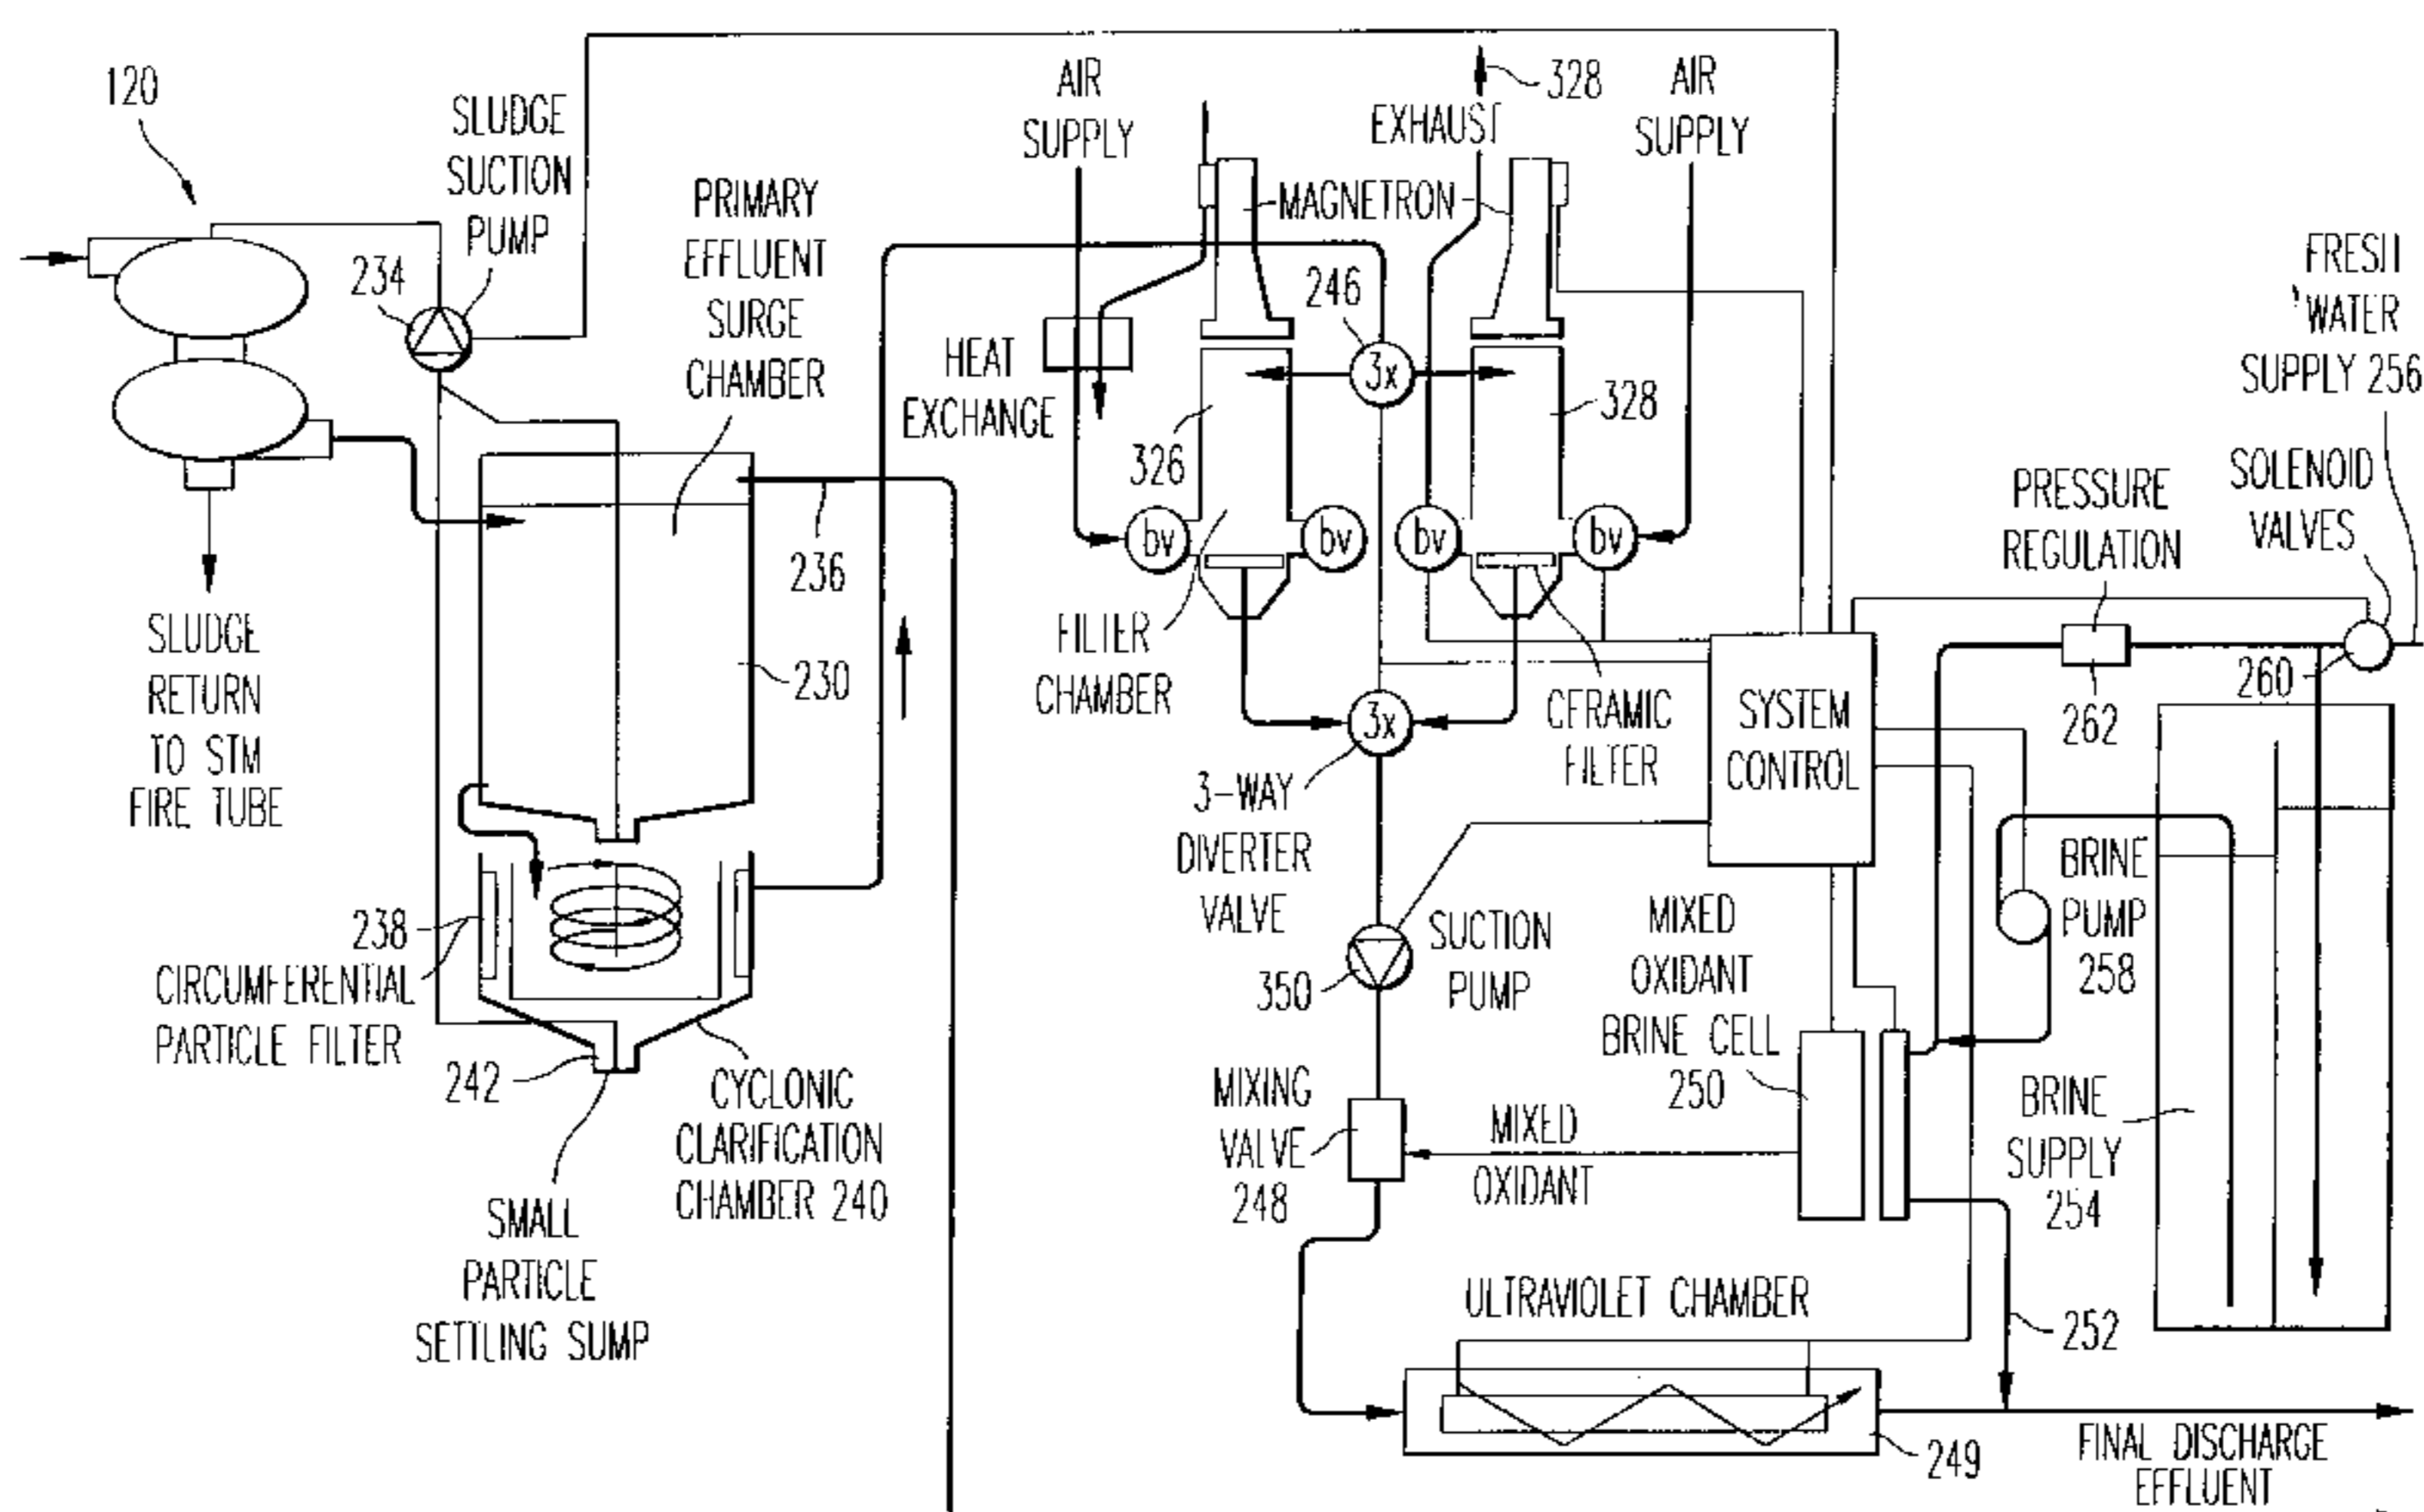 120
SLUDGE
SUCTION
PUMP
234
PRIMARY
EFFLUENT
SURGE
CHAMBER
AIR
SUPPLY
EXHAUST
328
AIR
SUPPLY
MAGNETRON
246
3x
HEAT
EXCHANGE
326
328
bv
bv
bv
bv
FRESH
WATER
SUPPLY 256
SOLENOID
VALVES
PRESSURE
REGULATION
260
262
236
230
SLUDGE
RETURN
TO STM
FIRE TUBE
FILTER
CHAMBER
3x
CERAMIC
FILTER
SYSTEM
CONTROL
3-WAY
DIVERTER
VALVE
238
CIRCUMFERENTIAL
PARTICLE FILTER
242
CYCLONIC
CLARIFICATION
CHAMBER 240
SMALL
PARTICLE
SETTLING SUMP
350
SUCTION
PUMP
MIXED
OXIDANT
BRINE CELL
250
BRINE
PUMP
258
MIXING
VALVE
248
MIXED
OXIDANT
BRINE
SUPPLY
254
ULTRAVIOLET CHAMBER
252
249
FINAL DISCHARGE
EFFLUENT